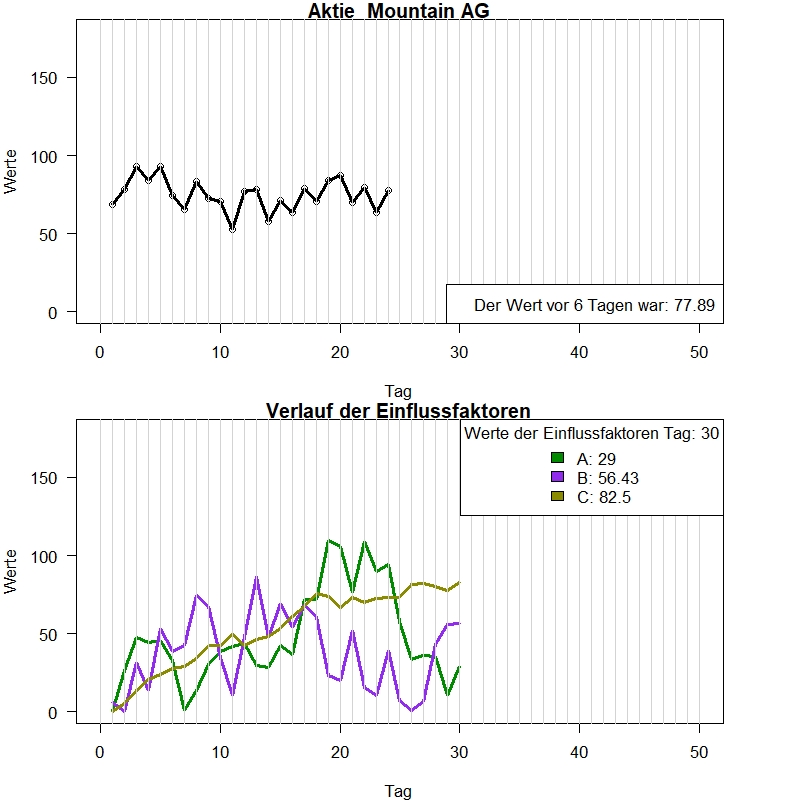 Aktie  Mountain AG
Werte
150
100
50
0
Der Wert vor 6 Tagen war: 77.89
0 10 20 30 40 50
Tag
Verlauf der Einflussfaktoren
Werte
150
100
50
0
Werte der Einflussfaktoren Tag: 30
A: 29
B: 56.43
C: 82.5
0 10 20 30 40 50
Tag